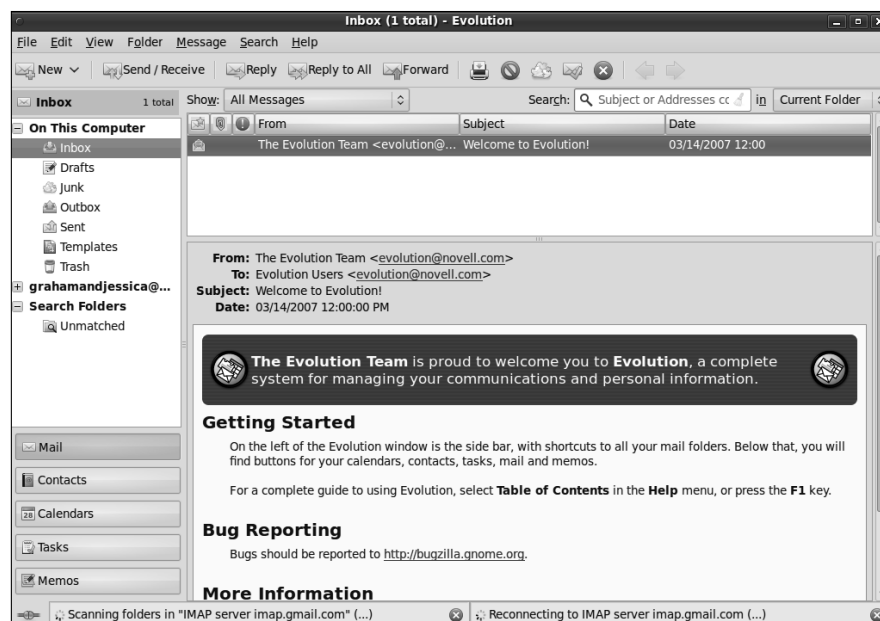 Inbox (1 total) - Evolution
File Edit View Folder Message Search Help
New Send / Receive Reply Reply to All Forward
Inbox 1 total
Show: All Messages Search: Subject or Addresses cc in Current Folder
On This Computer
Inbox
Drafts
Junk
Outbox
Sent
Templates
Trash
grahamandjessica@...
Search Folders
Unmatched
Mail
Contacts
28 Calendars
Tasks
Memos
From Subject Date
The Evolution Team <evolution@... Welcome to Evolution! 03/14/2007 12:00
From: The Evolution Team <evolution@novell.com>
To: Evolution Users <evolution@novell.com>
Subject: Welcome to Evolution!
Date: 03/14/2007 12:00:00 PM
The Evolution Team is proud to welcome you to Evolution, a complete
system for managing your communications and personal information.
Getting Started
On the left of the Evolution window is the side bar, with shortcuts to all your mail folders. Below that, you will
find buttons for your calendars, contacts, tasks, mail and memos.
For a complete guide to using Evolution, select Table of Contents in the Help menu, or press the F1 key.
Bug Reporting
Bugs should be reported to http://bugzilla.gnome.org.
More Information
Scanning folders in "IMAP server imap.gmail.com" (...) Reconnecting to IMAP server imap.gmail.com (...)